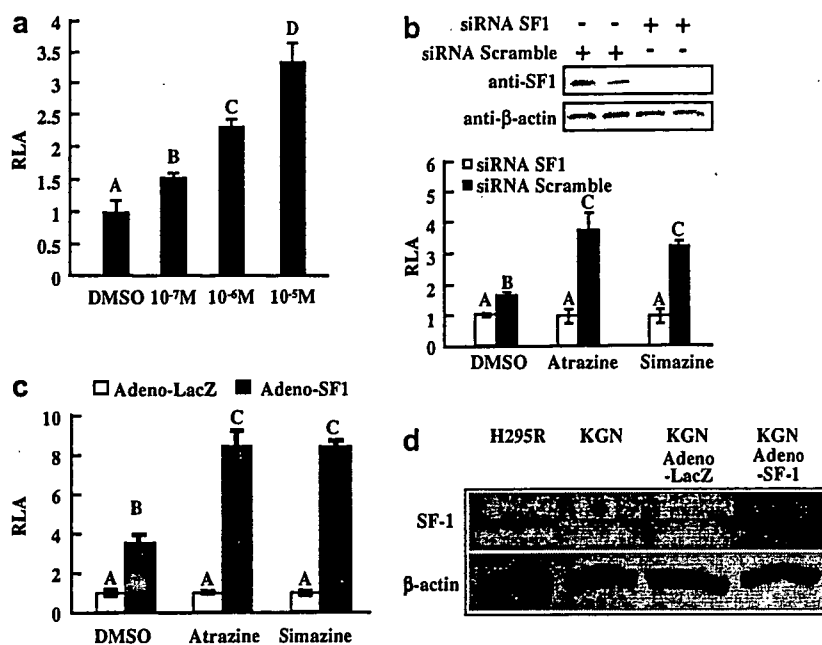 a
RLA
4
3.5
3
2.5
2
1.5
1
0.5
0
A
B
C
D
DMSO 10-7M 10-6M 10-5M
b
siRNA SF1 - - + +
siRNA Scramble + + - -
anti-SF1
anti-β-actin
RLA
6
5
4
3
2
1
0
siRNA SF1
siRNA Scramble
A B
A C
A C
DMSO Atrazine Simazine
c
Adeno-LacZ Adeno-SF1
RLA
10
8
6
4
2
0
A B
A C
A C
DMSO Atrazine Simazine
d
H295R KGN KGN Adeno -LacZ KGN Adeno -SF-1
SF-1
β-actin